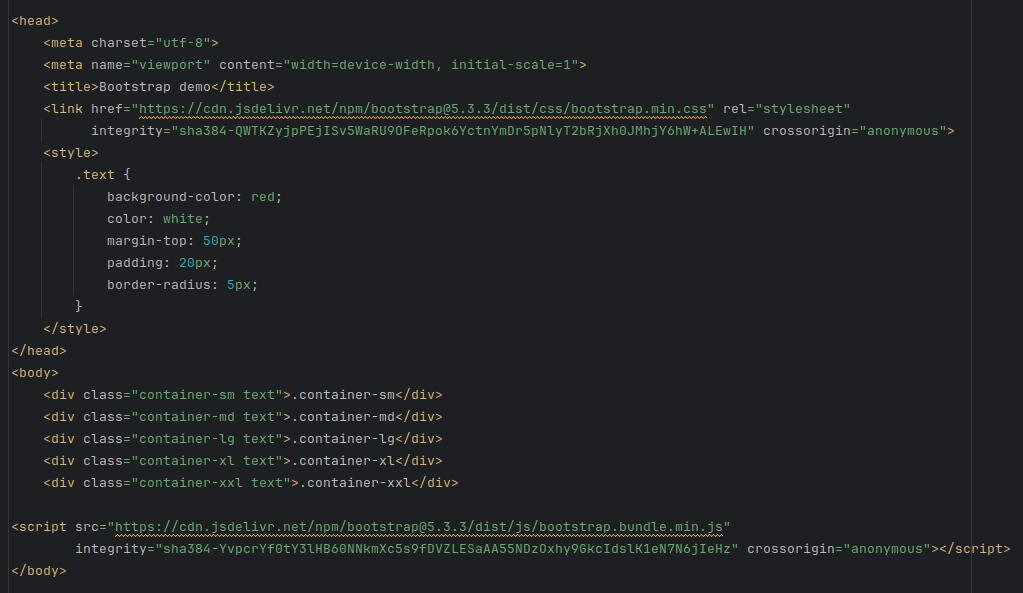 <head>
    <meta charset="utf-8">
    <meta name="viewport" content="width=device-width, initial-scale=1">
    <title>Bootstrap demo</title>
    <link href="https://cdn.jsdelivr.net/npm/bootstrap@5.3.3/dist/css/bootstrap.min.css" rel="stylesheet"
          integrity="sha384-QWTKZyjpPEjISv5WaRU9OFeRpok6YctnYmDr5pNlyT2bRjXh0JMhjY6hW+ALEwIH" crossorigin="anonymous">
    <style>
        .text {
            background-color: red;
            color: white;
            margin-top: 50px;
            padding: 20px;
            border-radius: 5px;
        }
    </style>
</head>
<body>
    <div class="container-sm text">.container-sm</div>
    <div class="container-md text">.container-md</div>
    <div class="container-lg text">.container-lg</div>
    <div class="container-xl text">.container-xl</div>
    <div class="container-xxl text">.container-xxl</div>

<script src="https://cdn.jsdelivr.net/npm/bootstrap@5.3.3/dist/js/bootstrap.bundle.min.js"
        integrity="sha384-YvpcrYf0tY3lHB60NNkmXc5s9fDVZLESaAA55NDzOxhy9GkcIdslK1eN7N6jIeHz" crossorigin="anonymous"></script>
</body>